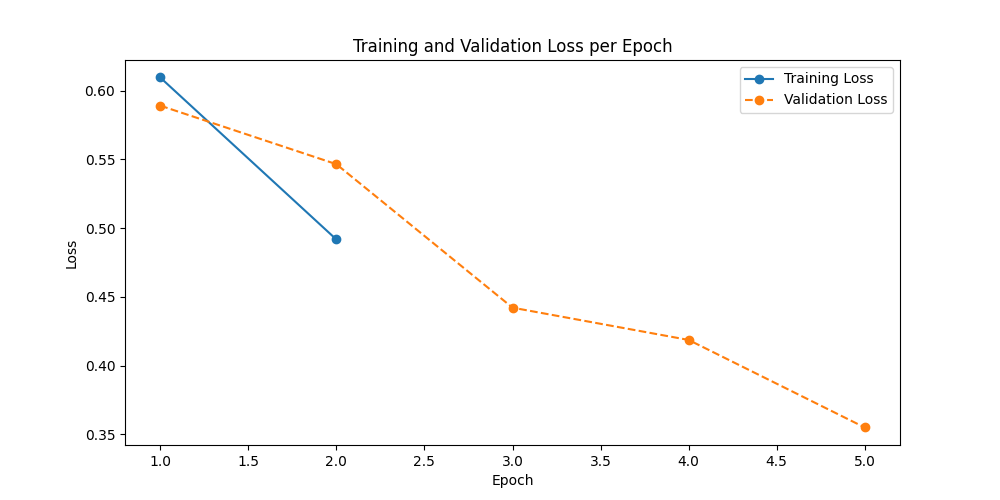 Training and Validation Loss per Epoch
Training Loss
Validation Loss
0.60
0.55
0.50
0.45
0.40
0.35
Loss
1.0 1.5 2.0 2.5 3.0 3.5 4.0 4.5 5.0
Epoch